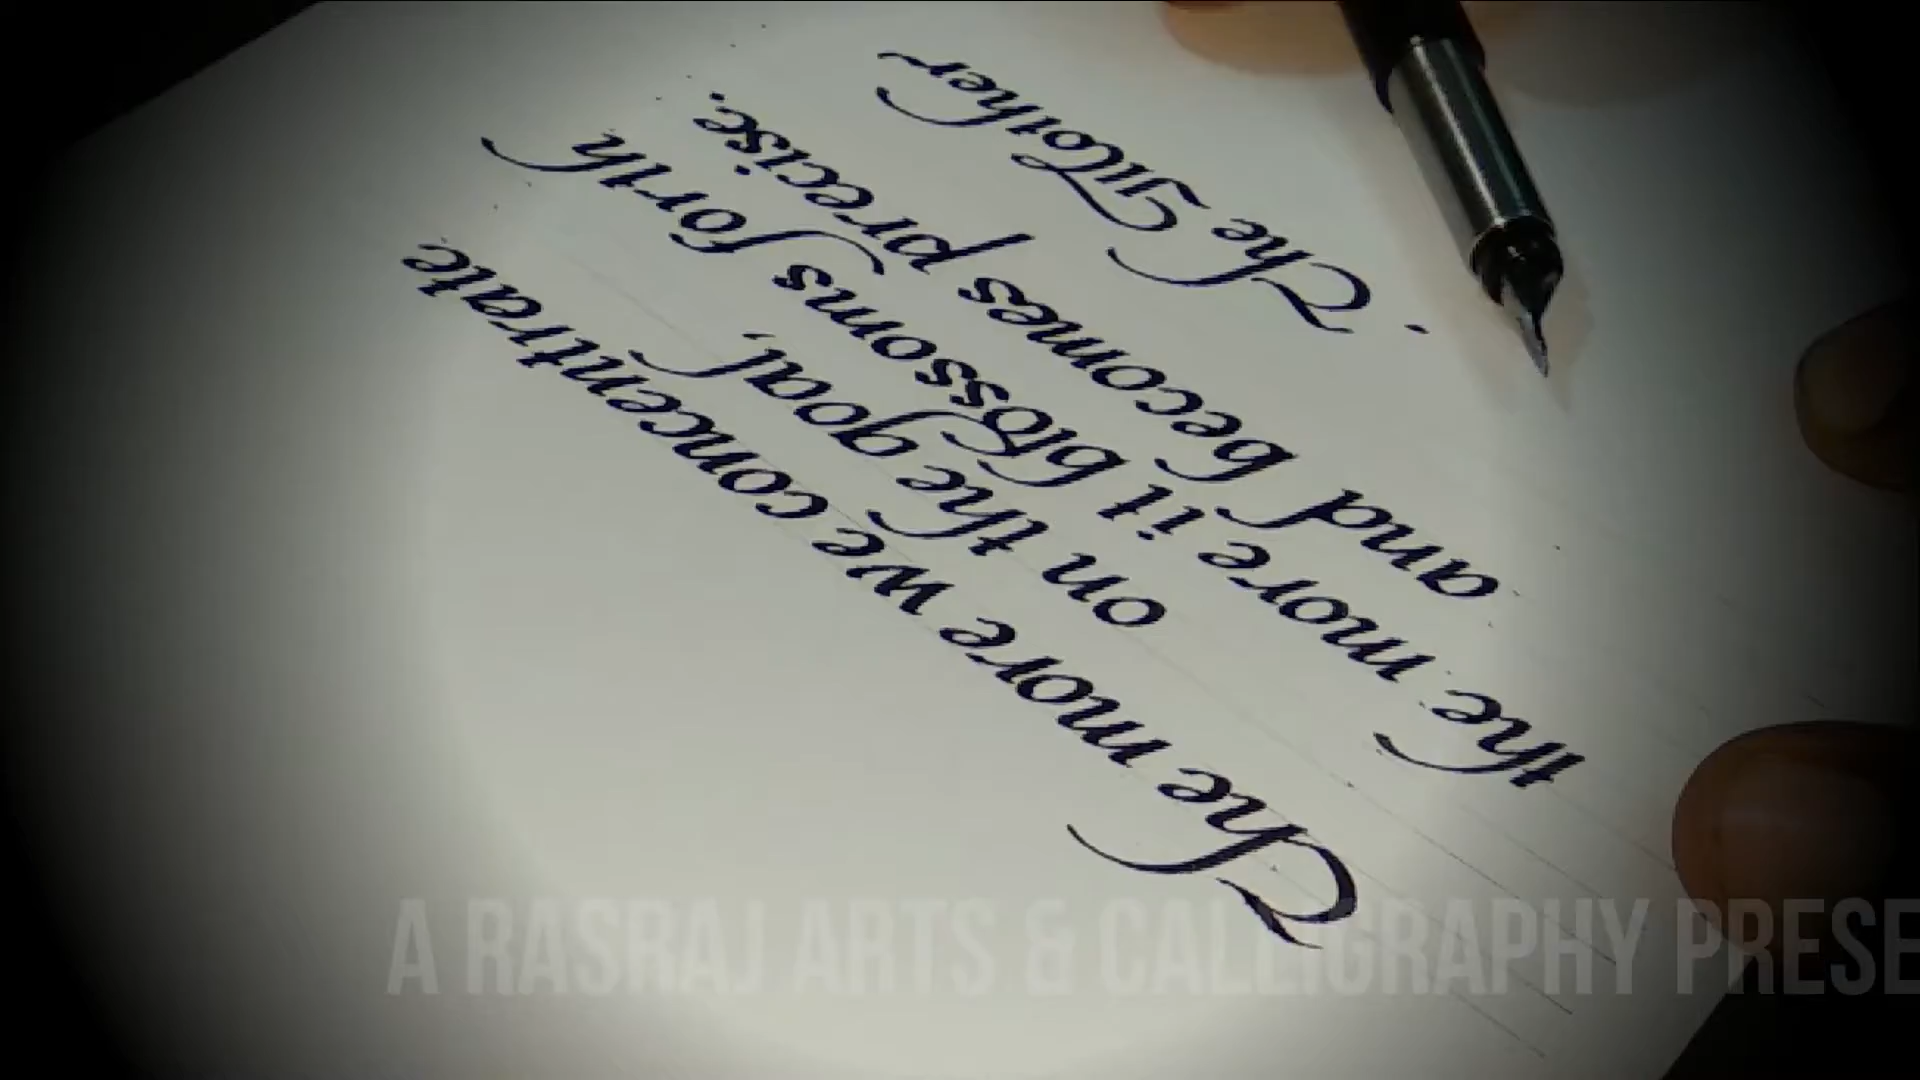 The more we concentrate
on the goal,
the more it blossoms forth
and becomes precise.
The Mother
A RASRAJ ARTS & CALLIGRAPHY PRESE